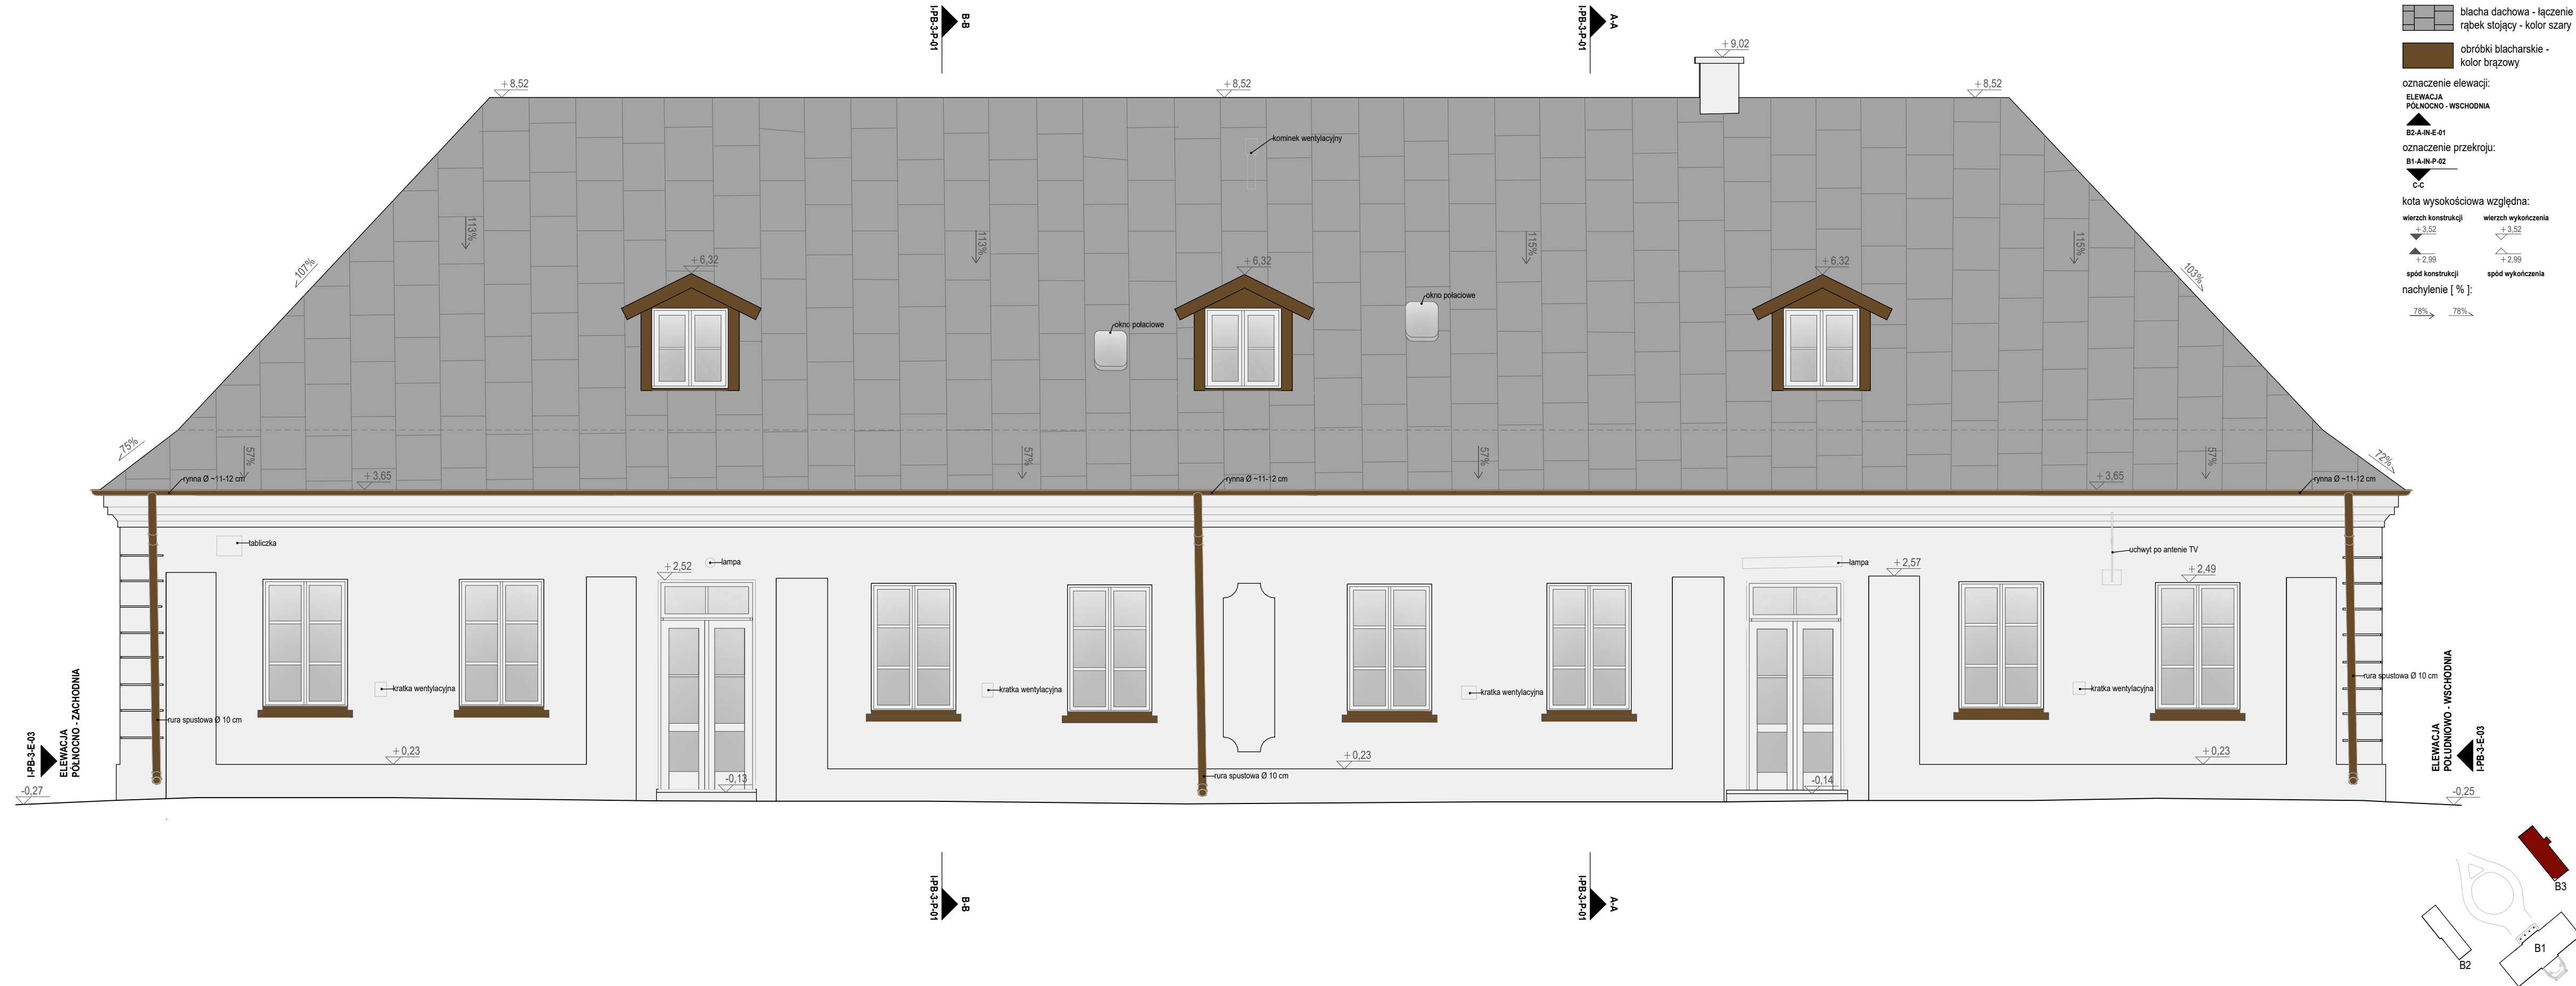 I-PB-3-P-01
B-B
I-PB-3-P-01
A-A
blacha dachowa - łączenie
rąbek stojący - kolor szary
obróbki blacharskie -
kolor brązowy
oznaczenie elewacji:
ELEWACJA
PÓŁNOCNO - WSCHODNIA
B2-A-IN-E-01
oznaczenie przekroju:
B1-A-IN-P-02
C-C
kota wysokościowa względna:
wierzch konstrukcji
wierzch wykończenia
+3,52
+3,52
+2,99
+2,99
spód konstrukcji
spód wykończenia
nachylenie [ % ]:
78%
78%
+9,02
+8,52
+8,52
+8,52
kominek wentylacyjny
113%
113%
115%
115%
107%
103%
+6,32
+6,32
+6,32
okno połaciowe
okno połaciowe
75%
57%
57%
57%
57%
72%
rynna Ø ~11-12 cm
+3,65
rynna Ø ~11-12 cm
+3,65
rynna Ø ~11-12 cm
tabliczka
lampa
lampa
uchwyt po antenie TV
+2,52
+2,57
+2,49
kratka wentylacyjna
kratka wentylacyjna
kratka wentylacyjna
kratka wentylacyjna
rura spustowa Ø 10 cm
rura spustowa Ø 10 cm
rura spustowa Ø 10 cm
I-PB-3-E-03
ELEWACJA
PÓŁNOCNO - ZACHODNIA
ELEWACJA
POŁUDNIOWO - WSCHODNIA
I-PB-3-E-03
+0,23
+0,23
+0,23
-0,13
-0,14
-0,27
-0,25
I-PB-3-P-01
B-B
I-PB-3-P-01
A-A
B3
B1
B2